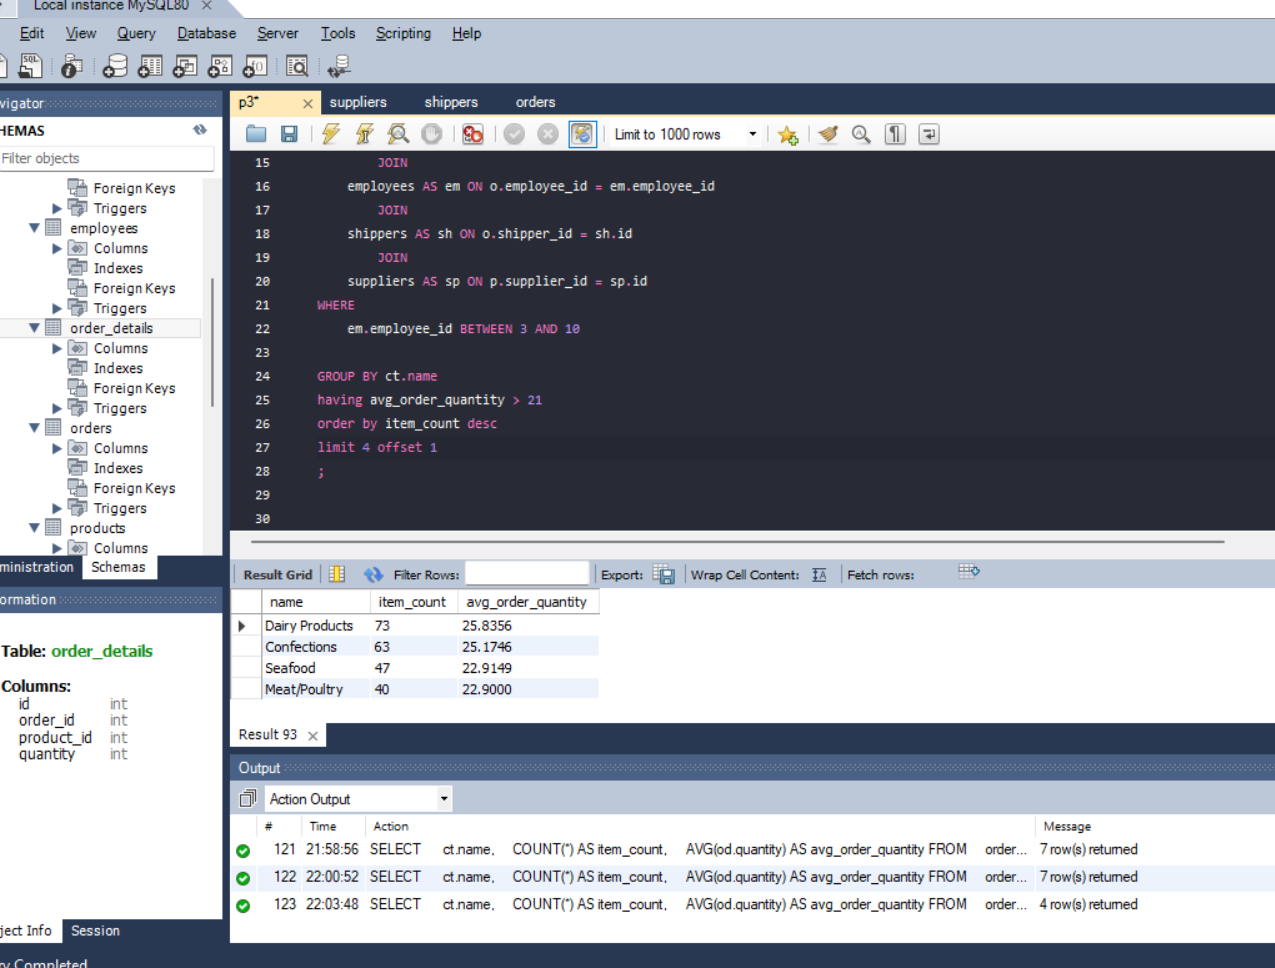 Local instance MySQL80
Edit View Query Database Server Tools Scripting Help
vigator
HEMAS
Filter objects
Foreign Keys
Triggers
employees
Columns
Indexes
Foreign Keys
Triggers
order_details
Columns
Indexes
Foreign Keys
Triggers
orders
Columns
Indexes
Foreign Keys
Triggers
products
Columns
ministration Schemas
ormation
Table: order_details
Columns:
id int
order_id int
product_id int
quantity int
ject Info Session
ry Completed
p3* suppliers shippers orders
Limit to 1000 rows
15 JOIN
16 employees AS em ON o.employee_id = em.employee_id
17 JOIN
18 shippers AS sh ON o.shipper_id = sh.id
19 JOIN
20 suppliers AS sp ON p.supplier_id = sp.id
21 WHERE
22 em.employee_id BETWEEN 3 AND 10
23
24 GROUP BY ct.name
25 having avg_order_quantity > 21
26 order by item_count desc
27 limit 4 offset 1
28 ;
29
30
Result Grid Filter Rows: Export: Wrap Cell Content: Fetch rows:
name item_count avg_order_quantity
Dairy Products 73 25.8356
Confections 63 25.1746
Seafood 47 22.9149
Meat/Poultry 40 22.9000
Result 93
Output
Action Output
# Time Action Message
121 21:58:56 SELECT ct.name, COUNT(*) AS item_count, AVG(od.quantity) AS avg_order_quantity FROM order... 7 row(s) returned
122 22:00:52 SELECT ct.name, COUNT(*) AS item_count, AVG(od.quantity) AS avg_order_quantity FROM order... 7 row(s) returned
123 22:03:48 SELECT ct.name, COUNT(*) AS item_count, AVG(od.quantity) AS avg_order_quantity FROM order... 4 row(s) returned